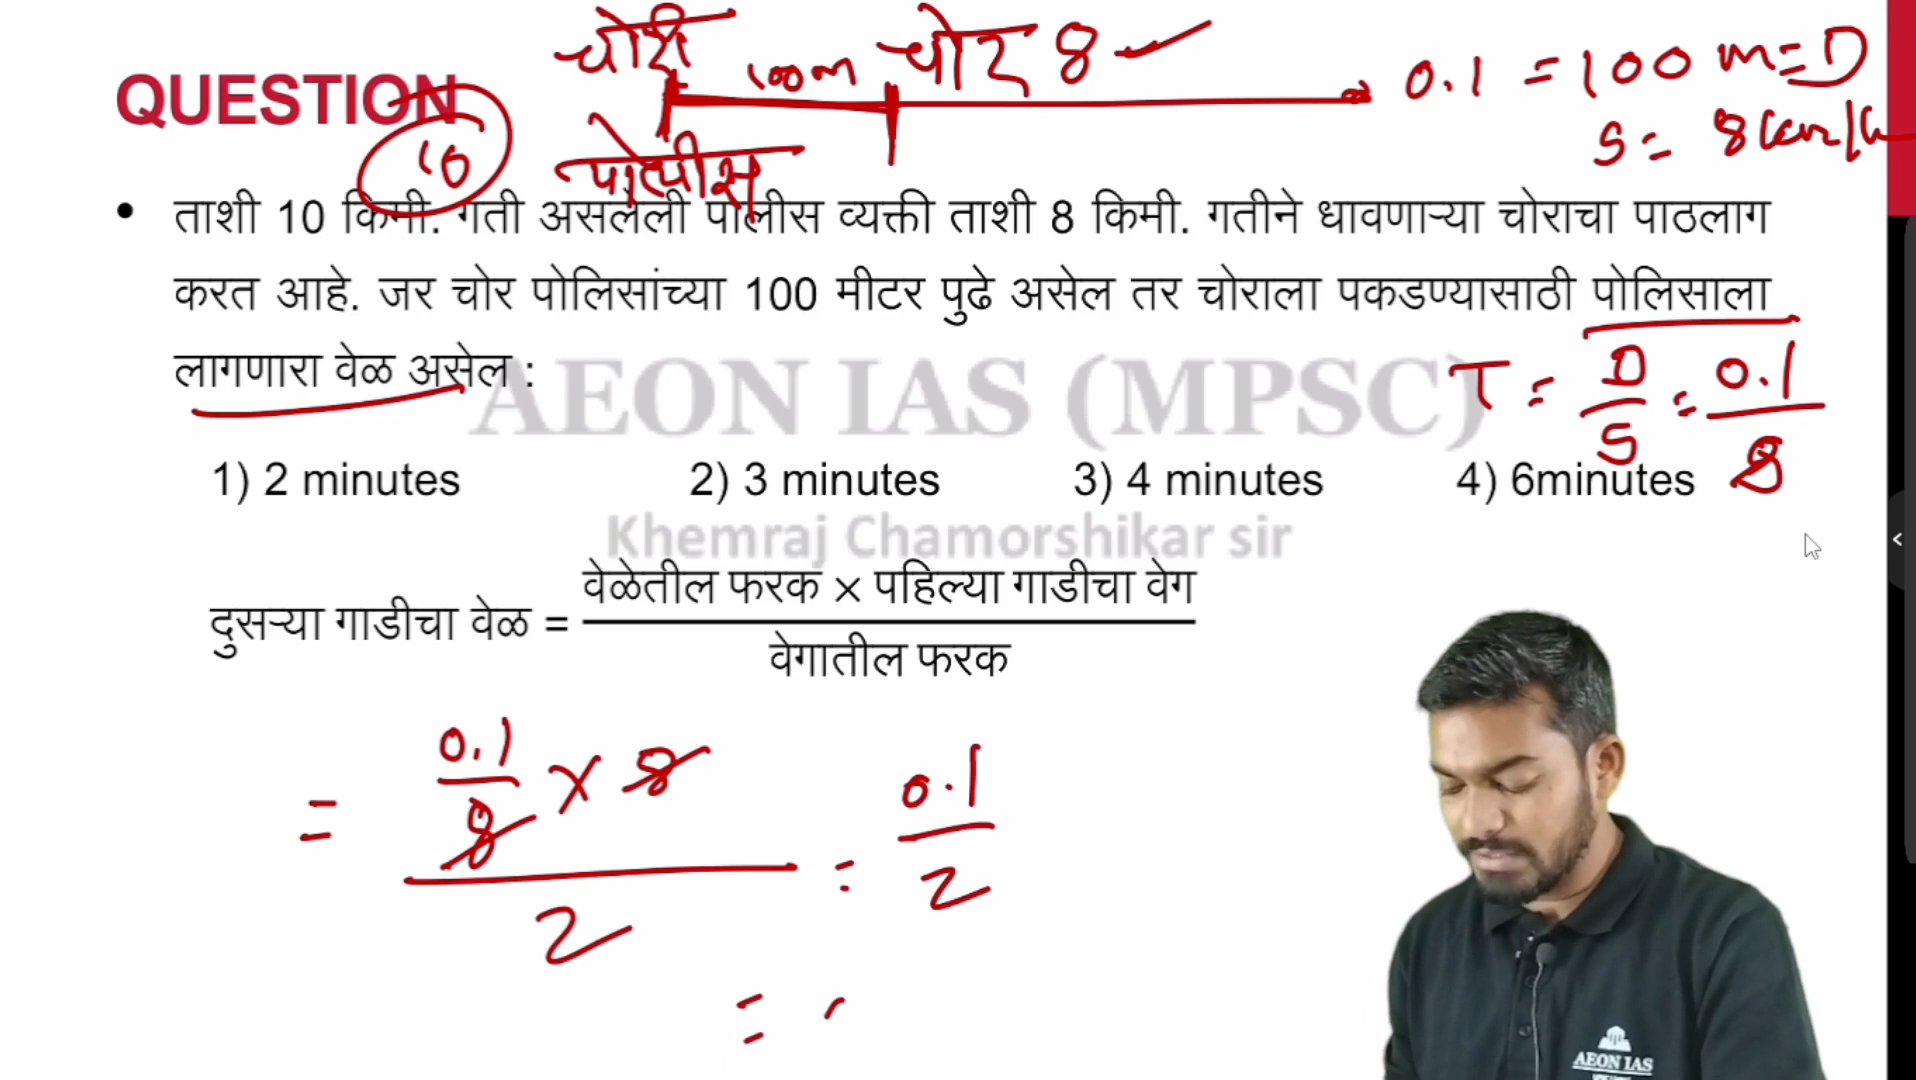 चोरी
100m चोर 8
0.1 = 100 m = D
S = 8 km/h
QUESTION
10
पोलीस
• ताशी 10 किमी. गती असलेली पोलीस व्यक्ती ताशी 8 किमी. गतीने धावणाऱ्या चोराचा पाठलाग
करत आहे. जर चोर पोलिसांच्या 100 मीटर पुढे असेल तर चोराला पकडण्यासाठी पोलिसाला
लागणारा वेळ असेल :
T = D/S = 0.1/8
AEON IAS (MPSC)
1) 2 minutes 2) 3 minutes 3) 4 minutes 4) 6minutes
Khemraj Chamorshikar sir
दुसऱ्या गाडीचा वेळ = वेळेतील फरक × पहिल्या गाडीचा वेग
वेगातील फरक
= 0.1/8 × 8
2
= 0.1/2
=
AEON IAS
<